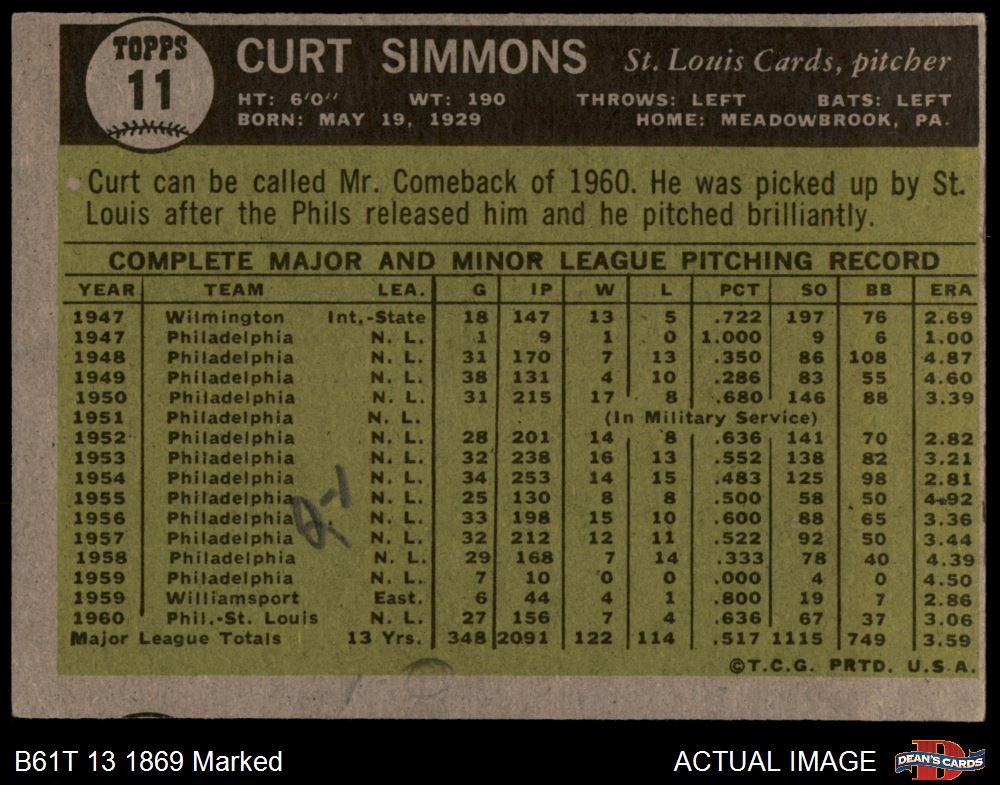 TOPPS
11
CURT SIMMONS St. Louis Cards, pitcher
HT: 6'0" WT: 190 THROWS: LEFT BATS: LEFT
BORN: MAY 19, 1929 HOME: MEADOWBROOK, PA.
Curt can be called Mr. Comeback of 1960. He was picked up by St.
Louis after the Phils released him and he pitched brilliantly.
COMPLETE MAJOR AND MINOR LEAGUE PITCHING RECORD
YEAR TEAM LEA. G IP W L PCT SO BB ERA
1947 Wilmington Int.-State 18 147 13 5 .722 197 76 2.69
1947 Philadelphia N. L. 1 9 1 0 1.000 9 6 1.00
1948 Philadelphia N. L. 31 170 7 13 .350 86 108 4.87
1949 Philadelphia N. L. 38 131 4 10 .286 83 55 4.60
1950 Philadelphia N. L. 31 215 17 8 .680 146 88 3.39
1951 Philadelphia N. L. (In Military Service)
1952 Philadelphia N. L. 28 201 14 8 .636 141 70 2.82
1953 Philadelphia N. L. 32 238 16 13 .552 138 82 3.21
1954 Philadelphia N. L. 34 253 14 15 .483 125 98 2.81
1955 Philadelphia N. L. 25 130 8 8 .500 58 50 4.92
1956 Philadelphia N. L. 33 198 15 10 .600 88 65 3.36
1957 Philadelphia N. L. 32 212 12 11 .522 92 50 3.44
1958 Philadelphia N. L. 29 168 7 14 .333 78 40 4.39
1959 Philadelphia N. L. 7 10 0 0 .000 4 0 4.50
1959 Williamsport East. 6 44 4 1 .800 19 7 2.86
1960 Phil.-St. Louis N. L. 27 156 7 4 .636 67 37 3.06
Major League Totals 13 Yrs. 348 2091 122 114 .517 1115 749 3.59
©T.C.G. PRTD. U.S.A.
B61T 13 1869 Marked ACTUAL IMAGE DEAN'S CARDS